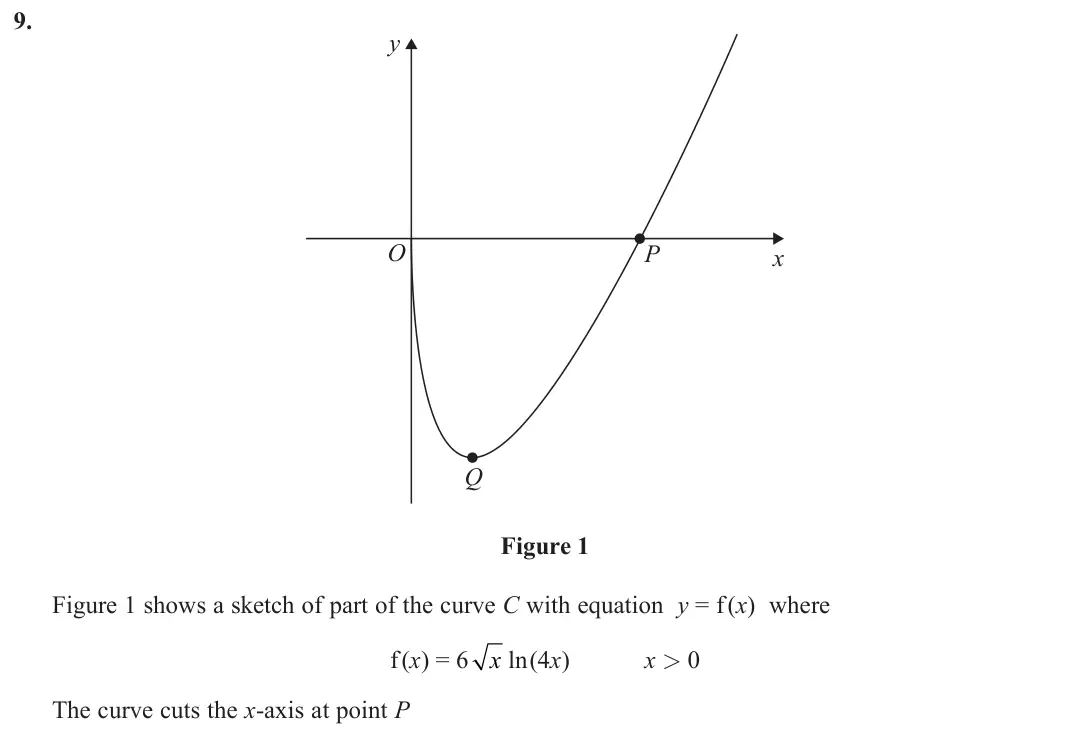 9.
y
O
P
x
Q
Figure 1
Figure 1 shows a sketch of part of the curve C with equation y = f(x) where
f(x) = 6√x ln(4x) x > 0
The curve cuts the x-axis at point P